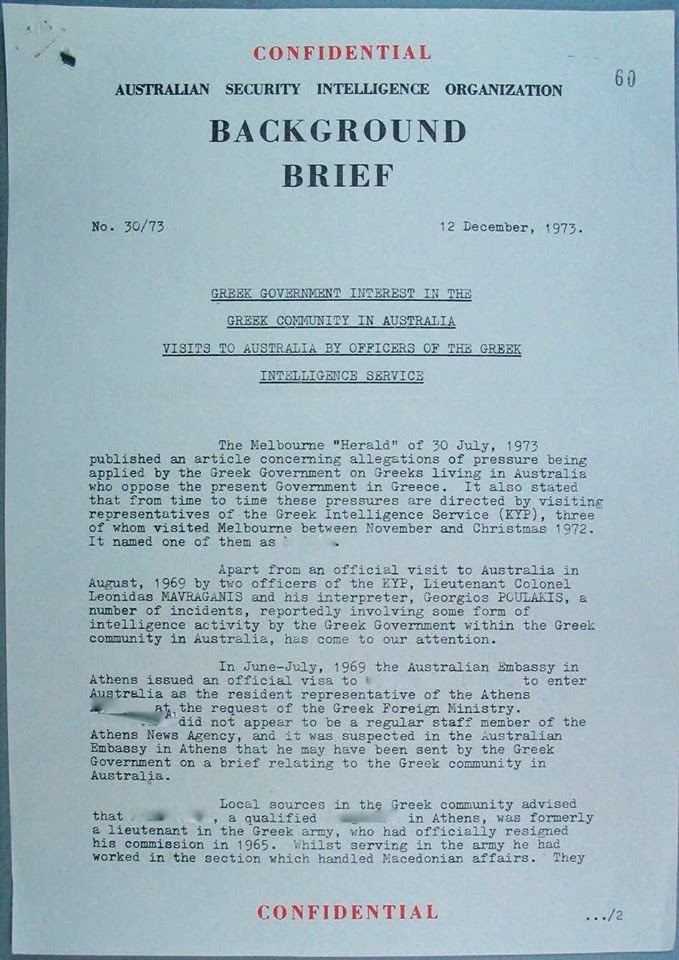 CONFIDENTIAL
60
AUSTRALIAN SECURITY INTELLIGENCE ORGANIZATION
BACKGROUND
BRIEF
No. 30/73 12 December, 1973.
GREEK GOVERNMENT INTEREST IN THE
GREEK COMMUNITY IN AUSTRALIA
VISITS TO AUSTRALIA BY OFFICERS OF THE GREEK
INTELLIGENCE SERVICE
The Melbourne "Herald" of 30 July, 1973
published an article concerning allegations of pressure being
applied by the Greek Government on Greeks living in Australia
who oppose the present Government in Greece. It also stated
that from time to time these pressures are directed by visiting
representatives of the Greek Intelligence Service (KYP), three
of whom visited Melbourne between November and Christmas 1972.
It named one of them as .
Apart from an official visit to Australia in
August, 1969 by two officers of the KYP, Lieutenant Colonel
Leonidas MAVRAGANIS and his interpreter, Georgios POULAKIS, a
number of incidents, reportedly involving some form of
intelligence activity by the Greek Government within the Greek
community in Australia, has come to our attention.
In June-July, 1969 the Australian Embassy in
Athens issued an official visa to to enter
Australia as the resident representative of the Athens
at the request of the Greek Foreign Ministry.
did not appear to be a regular staff member of the
Athens News Agency, and it was suspected in the Australian
Embassy in Athens that he may have been sent by the Greek
Government on a brief relating to the Greek community in
Australia.
Local sources in the Greek community advised
that , a qualified in Athens, was formerly
a lieutenant in the Greek army, who had officially resigned
his commission in 1965. Whilst serving in the army he had
worked in the section which handled Macedonian affairs. They
CONFIDENTIAL
.../2